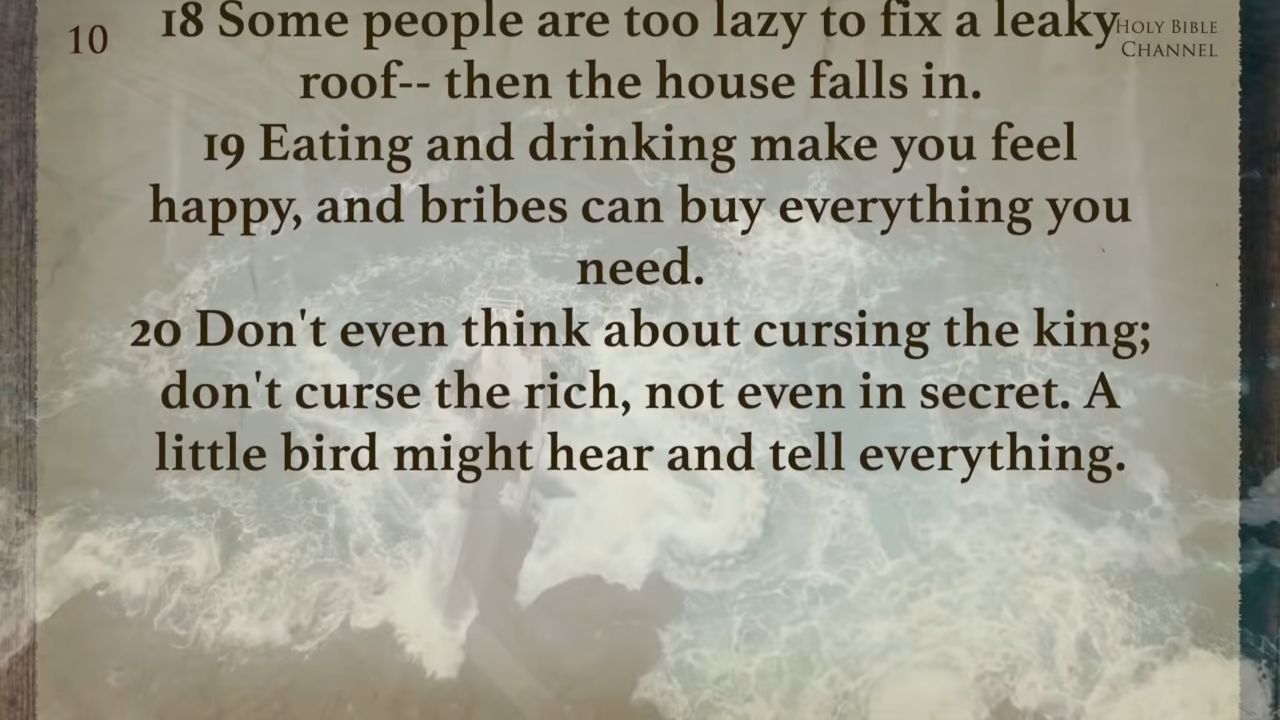 10
18 Some people are too lazy to fix a leaky
HOLY BIBLE
CHANNEL
roof-- then the house falls in.
19 Eating and drinking make you feel
happy, and bribes can buy everything you
need.
20 Don't even think about cursing the king;
don't curse the rich, not even in secret. A
little bird might hear and tell everything.